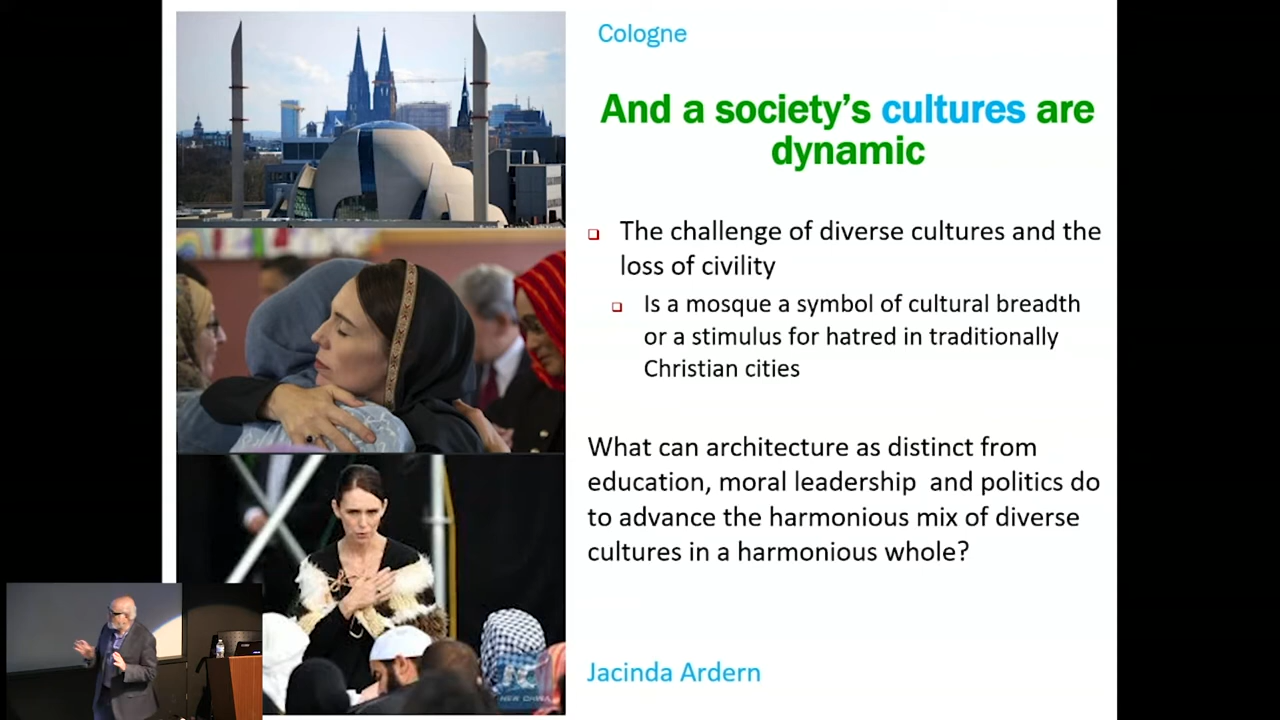 Cologne
And a society's cultures are
dynamic
The challenge of diverse cultures and the
loss of civility
Is a mosque a symbol of cultural breadth
or a stimulus for hatred in traditionally
Christian cities
What can architecture as distinct from
education, moral leadership and politics do
to advance the harmonious mix of diverse
cultures in a harmonious whole?
Jacinda Ardern
NEW CHINA